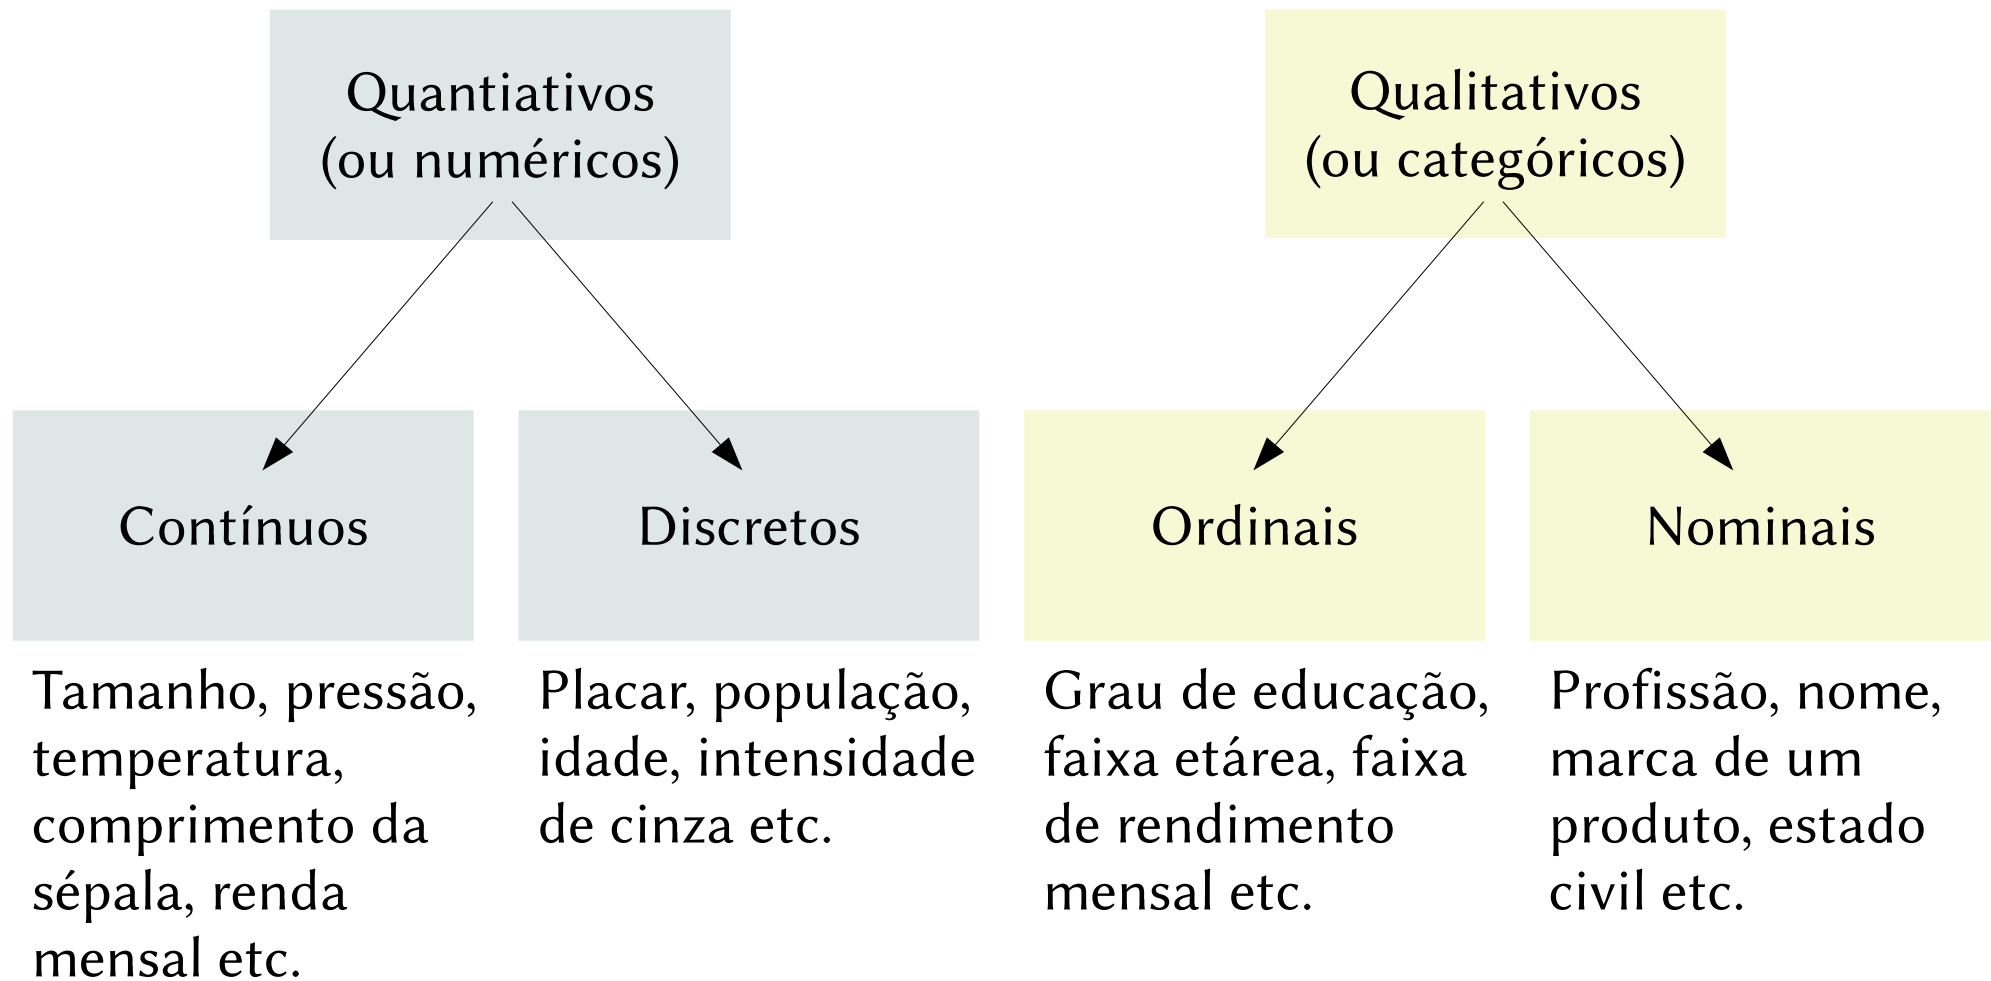 Quantiativos
(ou numéricos)
Qualitativos
(ou categóricos)
Contínuos
Discretos
Ordinais
Nominais
Tamanho, pressão,
temperatura,
comprimento da
sépala, renda
mensal etc.
Placar, população,
idade, intensidade
de cinza etc.
Grau de educação,
faixa etárea, faixa
de rendimento
mensal etc.
Profissão, nome,
marca de um
produto, estado
civil etc.